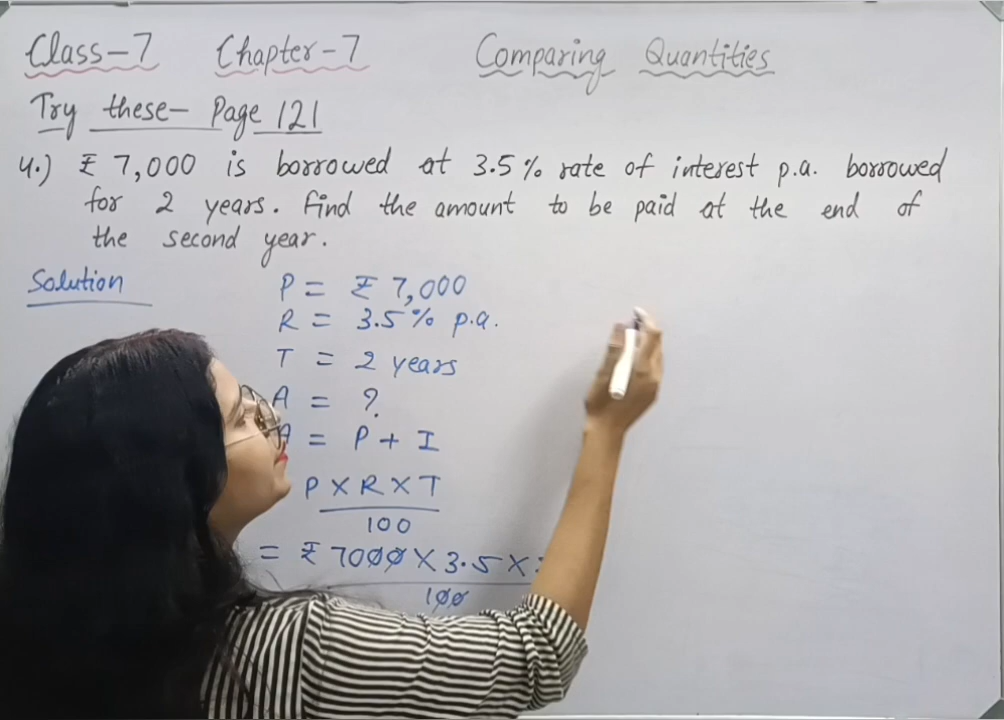 Class-7 Chapter-7 Comparing Quantities
Try these- Page 121
4.) ₹ 7,000 is borrowed at 3.5% rate of interest p.a. borrowed
for 2 years. Find the amount to be paid at the end of
the second year.
Solution
P = ₹ 7,000
R = 3.5% p.a.
T = 2 years
A = ?
A = P + I
P X R X T
100
= ₹ 7000 X 3.5 X
100